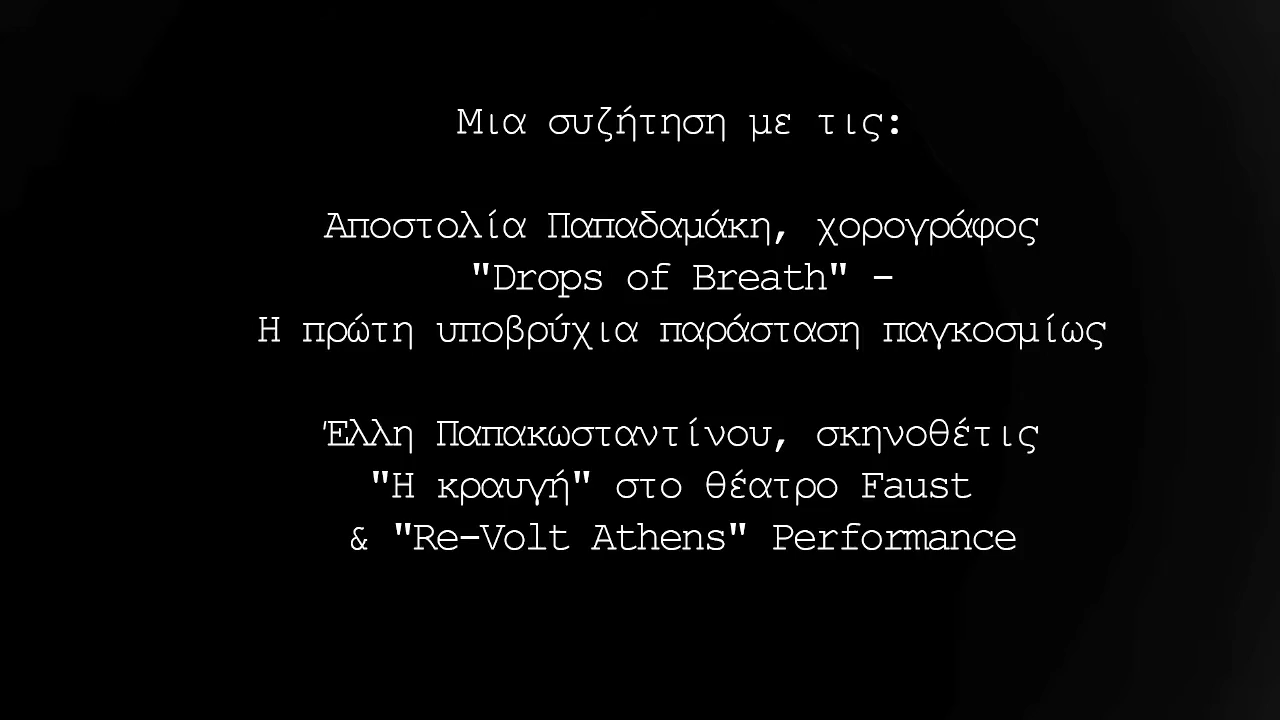 Μια συζήτηση με τις:
Αποστολία Παπαδαμάκη, χορογράφος
"Drops of Breath" -
Η πρώτη υποβρύχια παράσταση παγκοσμίως
Έλλη Παπακωσταντίνου, σκηνοθέτις
"Η κραυγή" στο θέατρο Faust
& "Re-Volt Athens" Performance